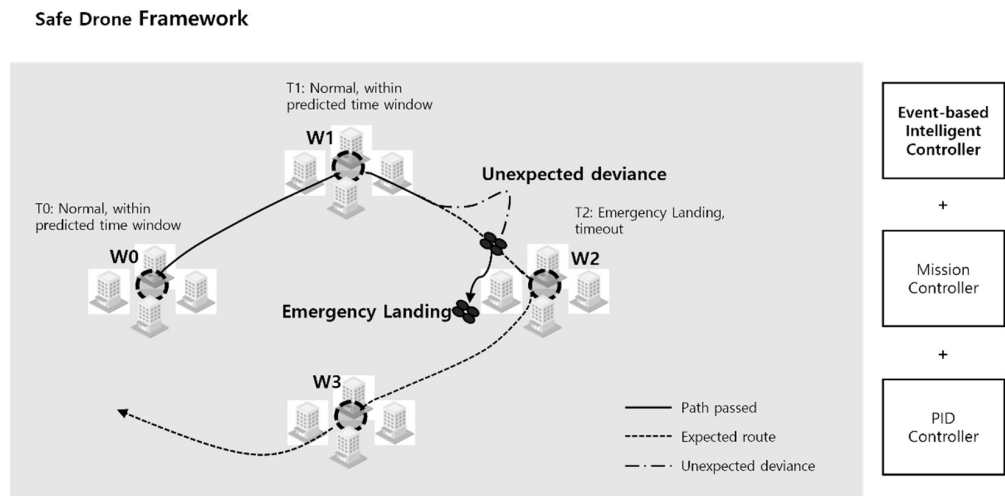 Safe Drone Framework
T1: Normal, within
predicted time window
W1
Unexpected deviance
T0: Normal, within
predicted time window
T2: Emergency Landing,
timeout
W0
W2
Emergency Landing
W3
Path passed
Expected route
Unexpected deviance
Event-based
Intelligent
Controller
+
Mission
Controller
+
PID
Controller